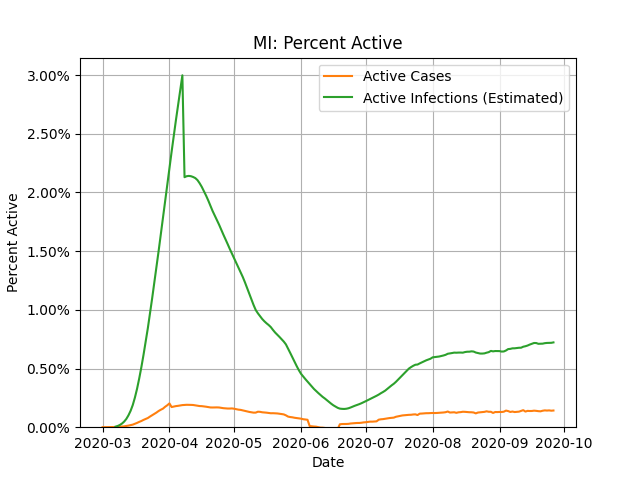 MI: Percent Active
Active Cases
Active Infections (Estimated)
Percent Active
3.00%
2.50%
2.00%
1.50%
1.00%
0.50%
0.00%
2020-03 2020-04 2020-05 2020-06 2020-07 2020-08 2020-09 2020-10
Date